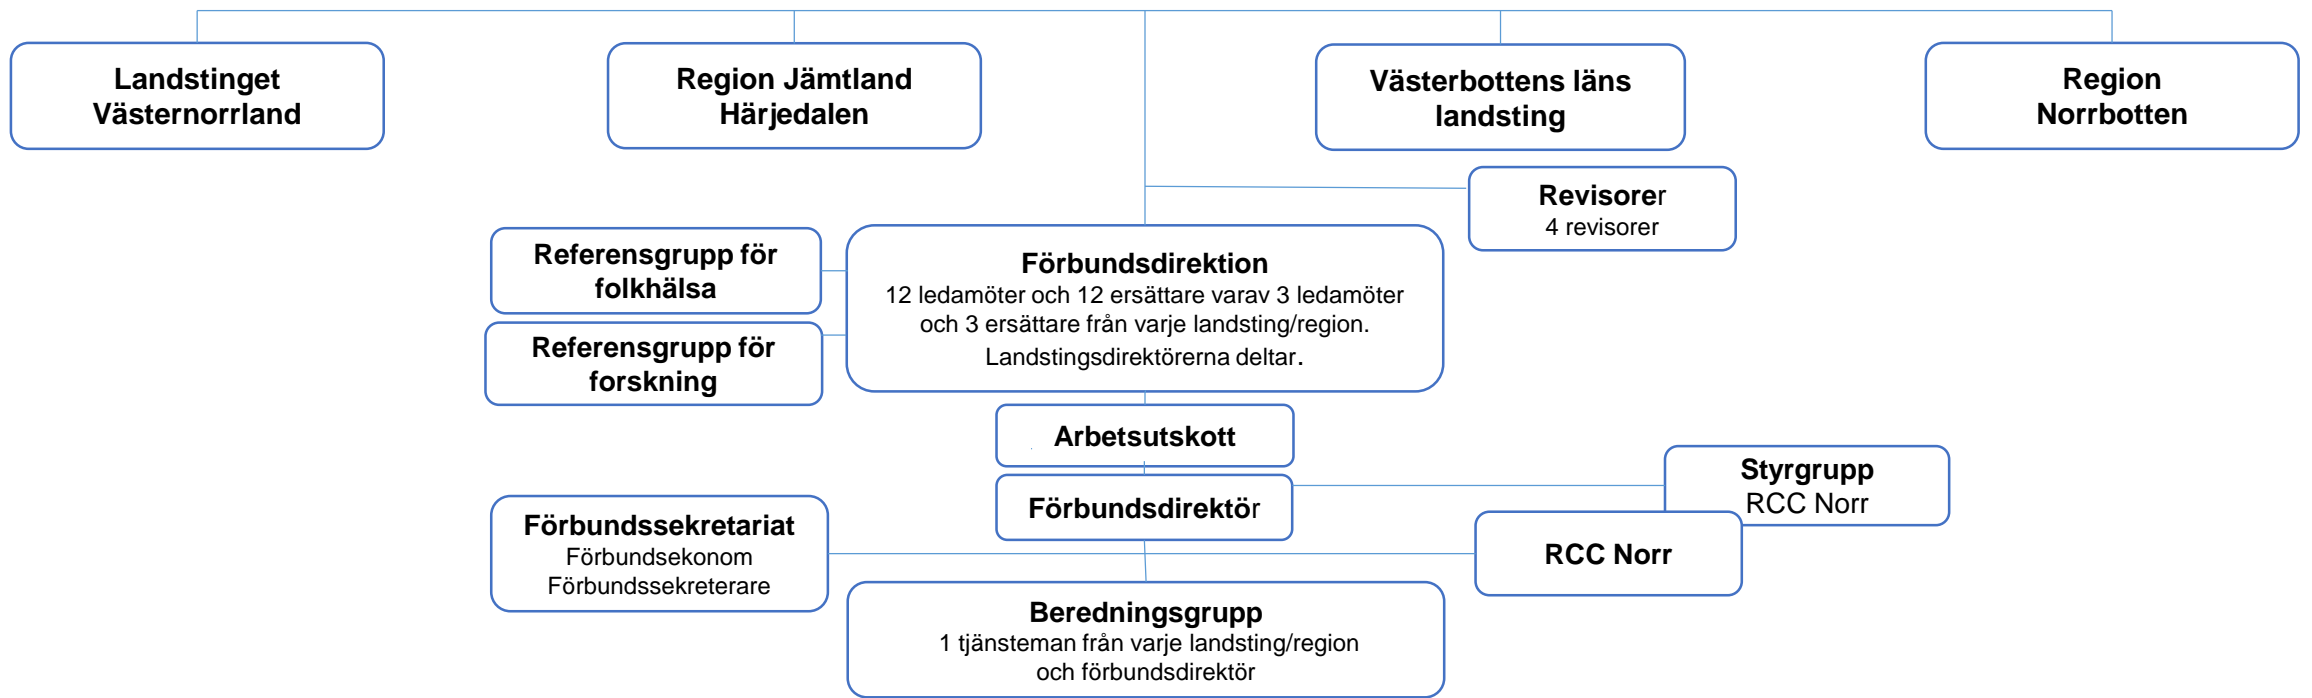 Landstinget
Västernorrland
Region Jämtland
Härjedalen
Västerbottens läns
landsting
Region
Norrbotten
Revisorer
4 revisorer
Referensgrupp för
folkhälsa
Referensgrupp för
forskning
Förbundsdirektion
12 ledamöter och 12 ersättare varav 3 ledamöter
och 3 ersättare från varje landsting/region.
Landstingsdirektörerna deltar.
Arbetsutskott
Förbundsdirektör
Styrgrupp
RCC Norr
Förbundssekretariat
Förbundsekonom
Förbundssekreterare
RCC Norr
Beredningsgrupp
1 tjänsteman från varje landsting/region
och förbundsdirektör